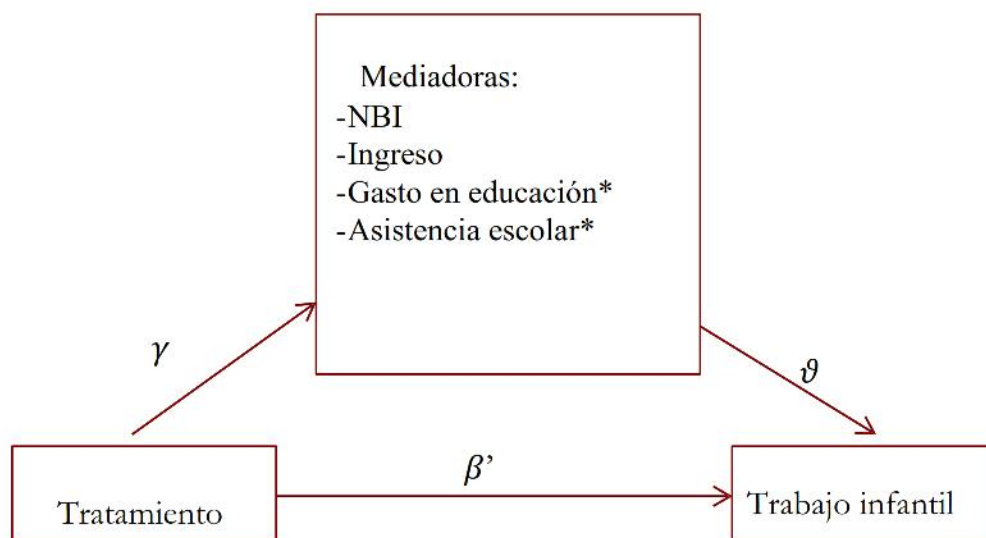 Mediadoras:
-NBI
-Ingreso
-Gasto en educación*
-Asistencia escolar*
γ
ϑ
β’
Tratamiento
Trabajo infantil